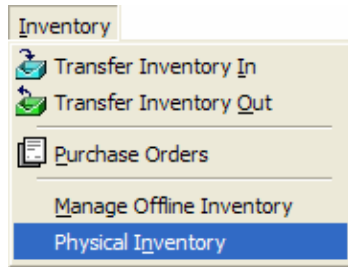 Inventory
Transfer Inventory In
Transfer Inventory Out
Purchase Orders
Manage Offline Inventory
Physical Inventory